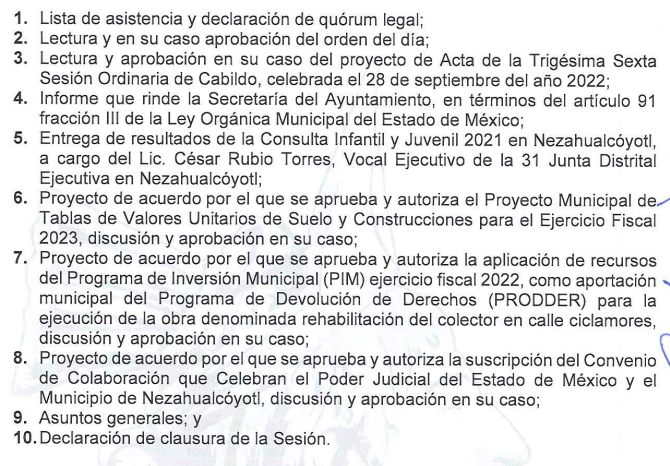 1. Lista de asistencia y declaración de quórum legal;
2. Lectura y en su caso aprobación del orden del día;
3. Lectura y aprobación en su caso del proyecto de Acta de la Trigésima Sexta
Sesión Ordinaria de Cabildo, celebrada el 28 de septiembre del año 2022;
4. Informe que rinde la Secretaría del Ayuntamiento, en términos del artículo 91
fracción III de la Ley Orgánica Municipal del Estado de México;
5. Entrega de resultados de la Consulta Infantil y Juvenil 2021 en Nezahualcóyotl,
a cargo del Lic. César Rubio Torres, Vocal Ejecutivo de la 31 Junta Distrital
Ejecutiva en Nezahualcóyotl;
6. Proyecto de acuerdo por el que se aprueba y autoriza el Proyecto Municipal de
Tablas de Valores Unitarios de Suelo y Construcciones para el Ejercicio Fiscal
2023, discusión y aprobación en su caso;
7. Proyecto de acuerdo por el que se aprueba y autoriza la aplicación de recursos
del Programa de Inversión Municipal (PIM) ejercicio fiscal 2022, como aportación
municipal del Programa de Devolución de Derechos (PRODDER) para la
ejecución de la obra denominada rehabilitación del colector en calle ciclamores,
discusión y aprobación en su caso;
8. Proyecto de acuerdo por el que se aprueba y autoriza la suscripción del Convenio
de Colaboración que Celebran el Poder Judicial del Estado de México y el
Municipio de Nezahualcóyotl, discusión y aprobación en su caso;
9. Asuntos generales; y
10. Declaración de clausura de la Sesión.